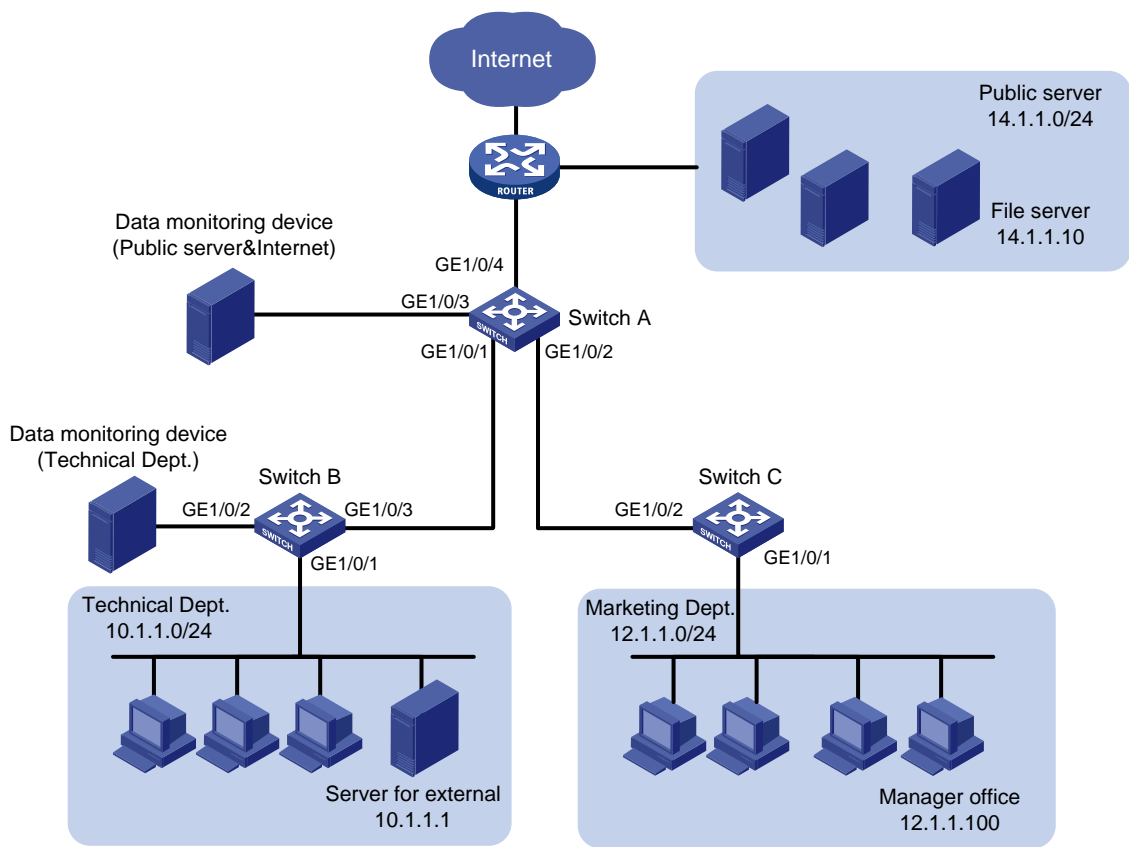 Internet
ROUTER
Public server
14.1.1.0/24
File server
14.1.1.10
Data monitoring device
(Public server&Internet)
GE1/0/4
GE1/0/3
SWITCH
Switch A
GE1/0/1
GE1/0/2
Data monitoring device
(Technical Dept.)
Switch B
GE1/0/2
SWITCH
GE1/0/3
GE1/0/1
Switch C
GE1/0/2
SWITCH
GE1/0/1
Technical Dept.
10.1.1.0/24
Server for external
10.1.1.1
Marketing Dept.
12.1.1.0/24
Manager office
12.1.1.100